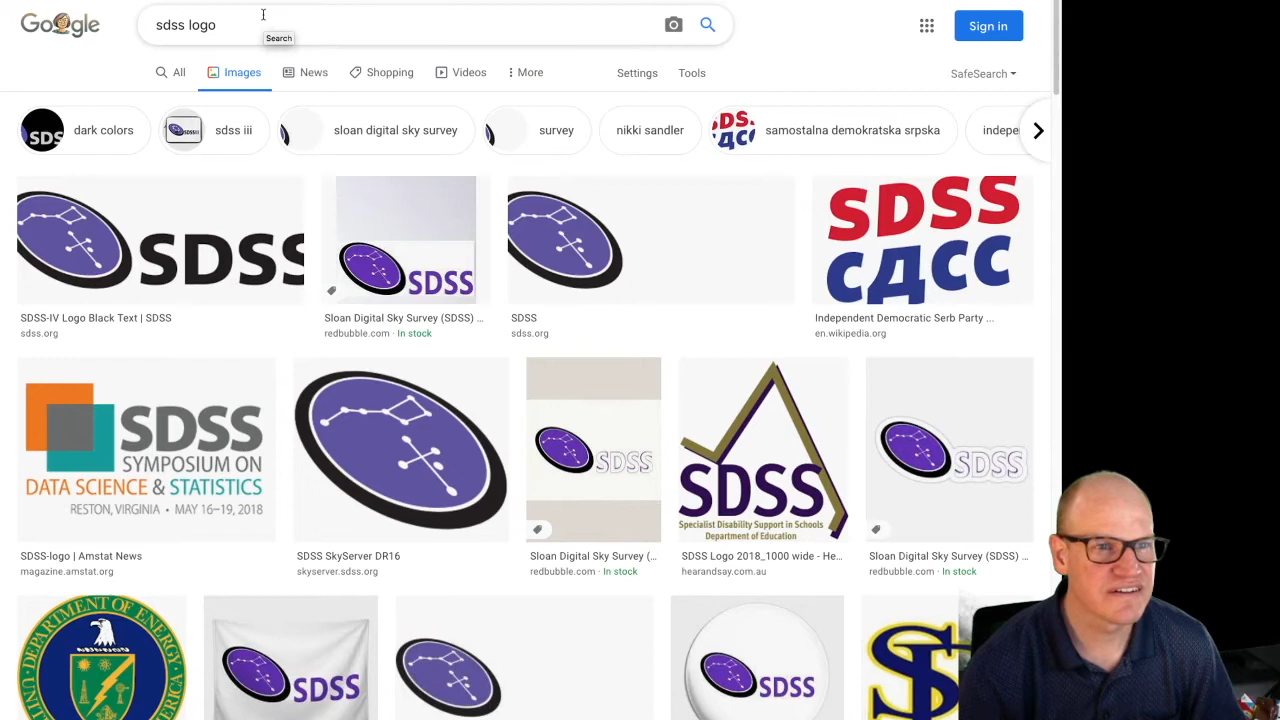 Google
sdss logo
Search
Sign in
All
Images
News
Shopping
Videos
More
Settings
Tools
SafeSearch
dark colors
sdss iii
sloan digital sky survey
survey
nikki sandler
SDS.
СДСС
samostalna demokratska srpska
indepe
SDSS
SDSS
SDSS
СДСС
SDSS-IV Logo Black Text | SDSS
sdss.org
Sloan Digital Sky Survey (SDSS) ...
redbubble.com · In stock
SDSS
sdss.org
Independent Democratic Serb Party ...
en.wikipedia.org
SDSS
SYMPOSIUM ON
DATA SCIENCE & STATISTICS
RESTON, VIRGINIA • MAY 16–19, 2018
SDSS
SDSS
Specialist Disability Support in Schools
Department of Education
SDSS
SDSS-logo | Amstat News
magazine.amstat.org
SDSS SkyServer DR16
skyserver.sdss.org
Sloan Digital Sky Survey (...
redbubble.com · In stock
SDSS Logo 2018_1000 wide - He...
hearandsay.com.au
Sloan Digital Sky Survey (SDSS) ...
redbubble.com · In stock
DEPARTMENT OF ENERGY
SDSS
SDSS